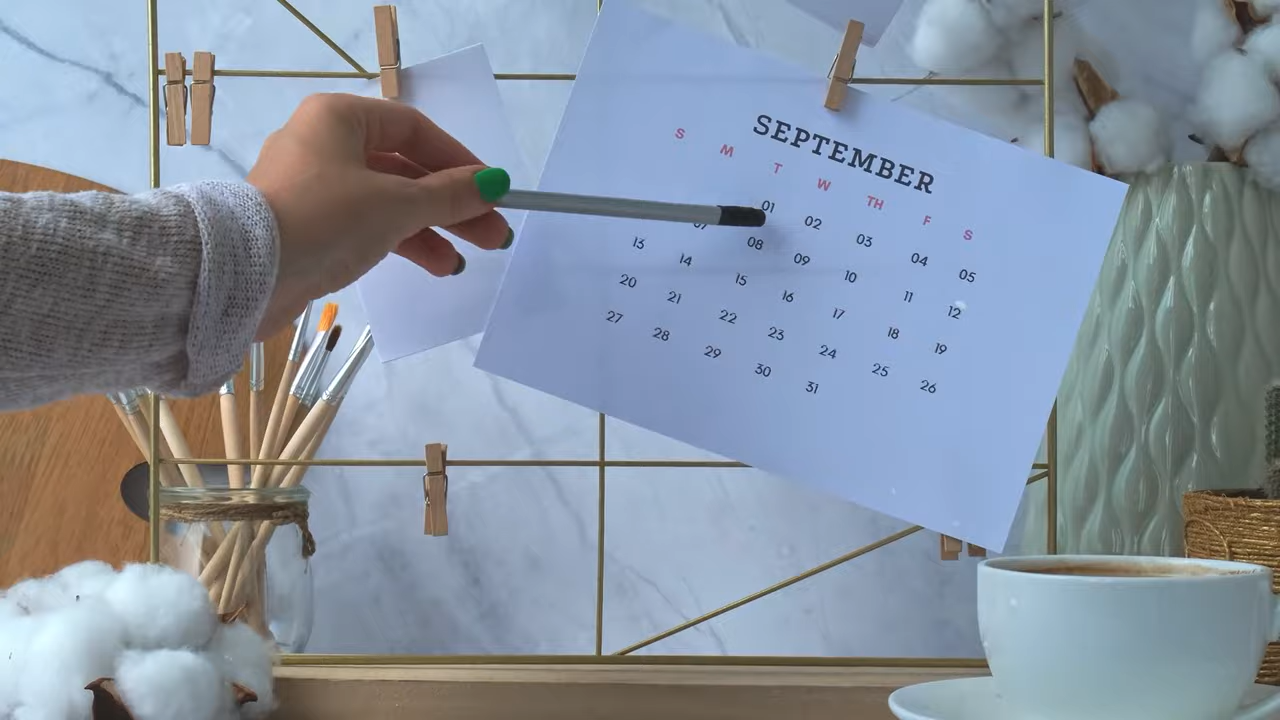 SEPTEMBER
S M T W TH F S
01 02 03 04 05
07 08 09 10 11 12
13 14 15 16 17 18 19
20 21 22 23 24 25 26
27 28 29 30 31